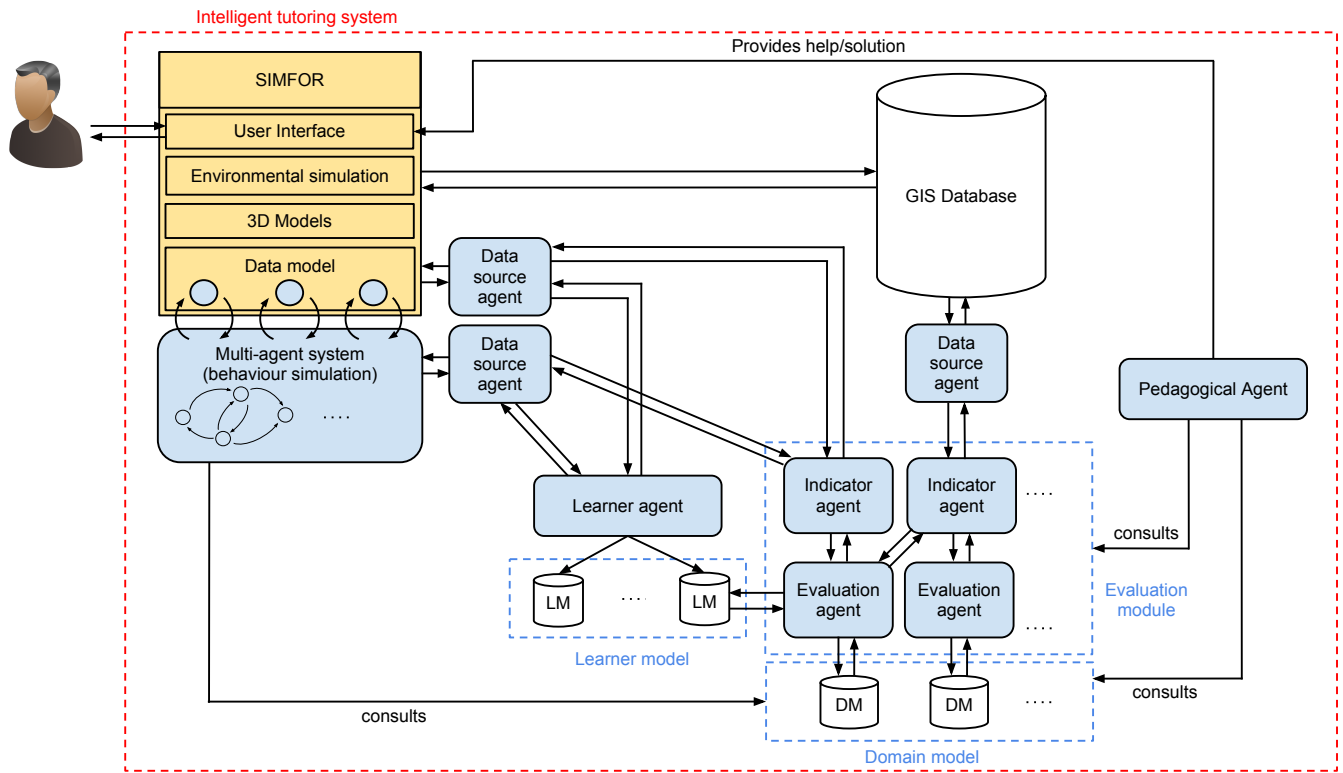 Intelligent tutoring system
Provides help/solution
SIMFOR
User Interface
Environmental simulation
3D Models
Data model
GIS Database
Data
source
agent
Multi-agent system
(behaviour simulation)
....
Data
source
agent
Data
source
agent
Pedagogical Agent
Learner agent
Indicator
agent
Indicator
agent
....
consults
LM
....
LM
Evaluation
agent
Evaluation
agent
....
Evaluation
module
Learner model
consults
DM
DM
....
consults
Domain model